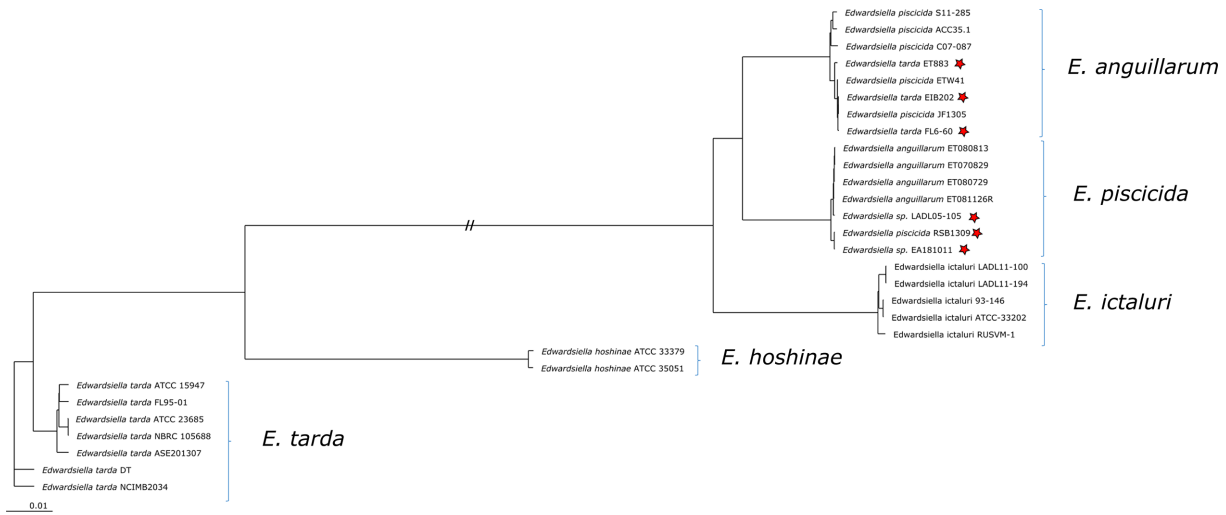 Edwardsiella piscicida S11-285
Edwardsiella piscicida ACC35.1
Edwardsiella piscicida C07-087
Edwardsiella tarda ET883
Edwardsiella piscicida ETW41
Edwardsiella tarda EIB202
Edwardsiella piscicida JF1305
Edwardsiella tarda FL6-60
E. anguillarum
Edwardsiella anguillarum ET080813
Edwardsiella anguillarum ET070829
Edwardsiella anguillarum ET080729
Edwardsiella anguillarum ET081126R
Edwardsiella sp. LADL05-105
Edwardsiella piscicida RSB1309
Edwardsiella sp. EA181011
E. piscicida
//
Edwardsiella ictaluri LADL11-100
Edwardsiella ictaluri LADL11-194
Edwardsiella ictaluri 93-146
Edwardsiella ictaluri ATCC-33202
Edwardsiella ictaluri RUSVM-1
E. ictaluri
Edwardsiella hoshinae ATCC 33379
Edwardsiella hoshinae ATCC 35051
E. hoshinae
Edwardsiella tarda ATCC 15947
Edwardsiella tarda FL95-01
Edwardsiella tarda ATCC 23685
Edwardsiella tarda NBRC 105688
Edwardsiella tarda ASE201307
Edwardsiella tarda DT
Edwardsiella tarda NCIMB2034
E. tarda
0.01